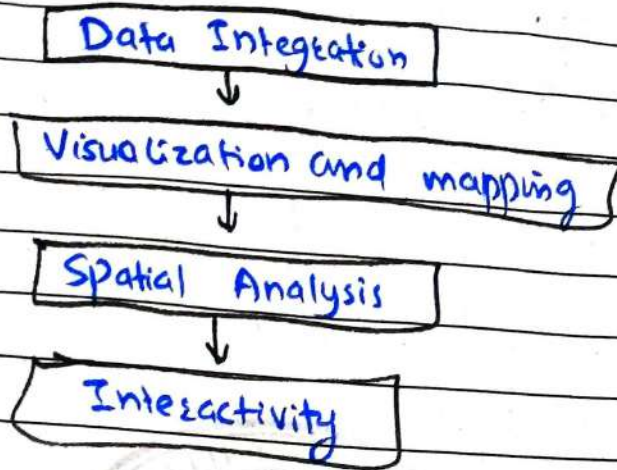 Data Integration
Visualization and mapping
Spatial Analysis
Interactivity